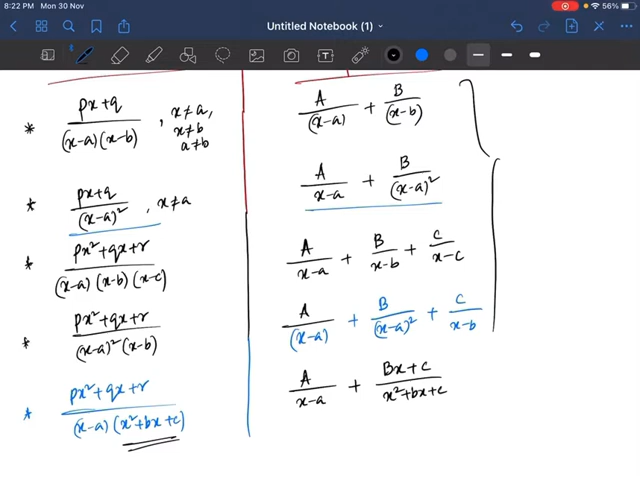 8:22 PM Mon 30 Nov
56%
Untitled Notebook (1)
* px+q / (x-a)(x-b) , x≠a, x≠b a≠b
A/(x-a) + B/(x-b)
* px+q / (x-a)² , x≠a
A/x-a + B/(x-a)²
* px²+qx+r / (x-a)(x-b)(x-c)
A/x-a + B/x-b + C/x-c
* px²+qx+r / (x-a)²(x-b)
A/(x-a) + B/(x-a)² + C/x-b
* px²+qx+r / (x-a)(x²+bx+c)
A/x-a + Bx+C/x²+bx+c